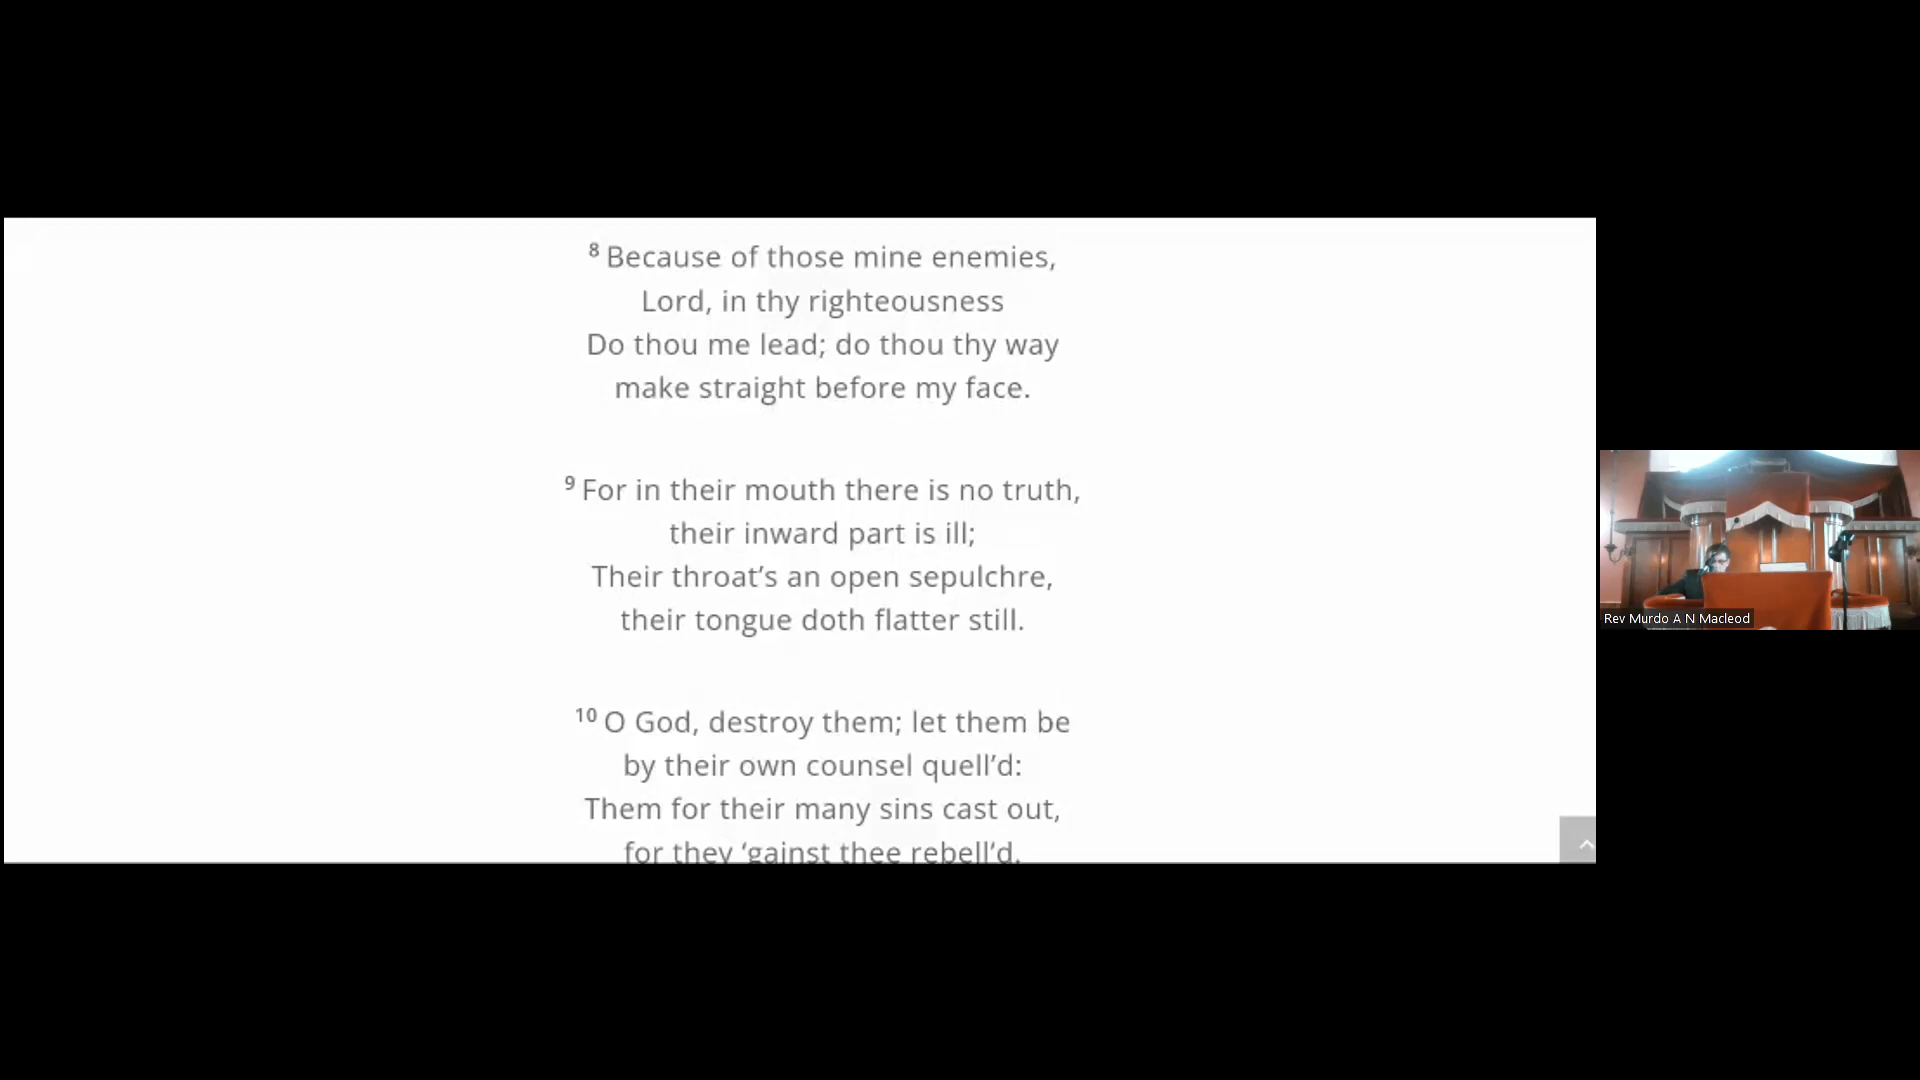 8 Because of those mine enemies,
Lord, in thy righteousness
Do thou me lead; do thou thy way
make straight before my face.
9 For in their mouth there is no truth,
their inward part is ill;
Their throat’s an open sepulchre,
their tongue doth flatter still.
10 O God, destroy them; let them be
by their own counsel quell’d:
Them for their many sins cast out,
for they ‘gainst thee rebell’d.
Rev Murdo A N Macleod